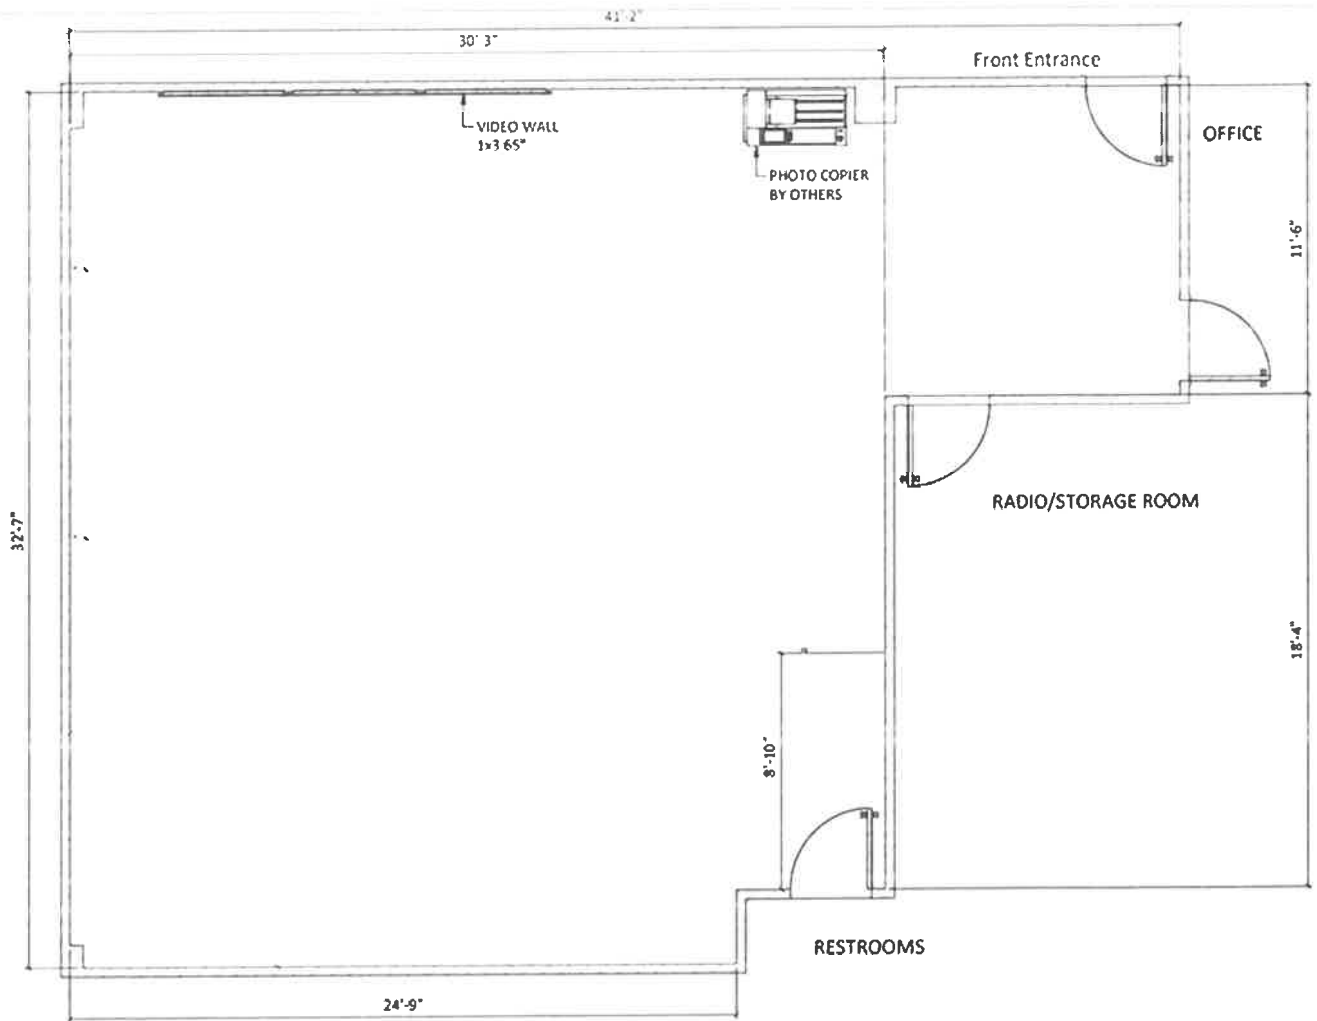 41'-2"
30' 3"
Front Entrance
VIDEO WALL
1x3.65"
OFFICE
PHOTO COPIER
BY OTHERS
11'-6"
RADIO/STORAGE ROOM
32'-7"
18'-4"
8'-10"
RESTROOMS
24'-9"